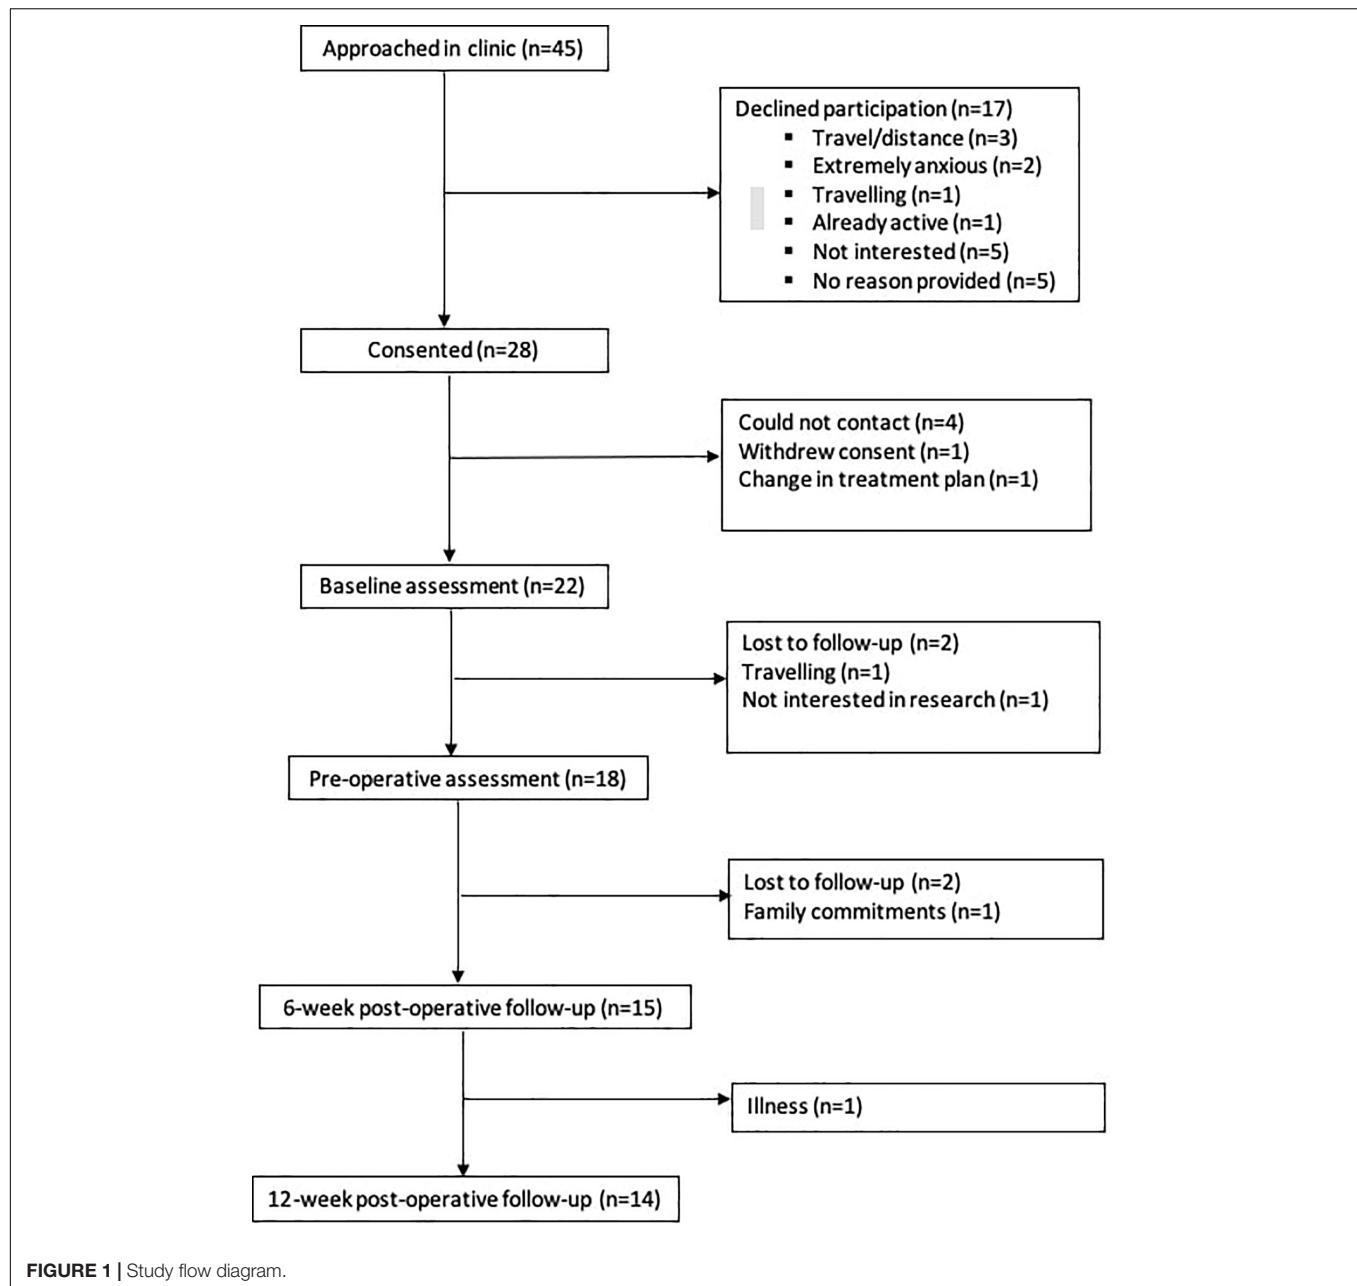 Approached in clinic (n=45)
Declined participation (n=17)
▪ Travel/distance (n=3)
▪ Extremely anxious (n=2)
▪ Travelling (n=1)
▪ Already active (n=1)
▪ Not interested (n=5)
▪ No reason provided (n=5)
Consented (n=28)
Could not contact (n=4)
Withdrew consent (n=1)
Change in treatment plan (n=1)
Baseline assessment (n=22)
Lost to follow-up (n=2)
Travelling (n=1)
Not interested in research (n=1)
Pre-operative assessment (n=18)
Lost to follow-up (n=2)
Family commitments (n=1)
6-week post-operative follow-up (n=15)
Illness (n=1)
12-week post-operative follow-up (n=14)
FIGURE 1 | Study flow diagram.